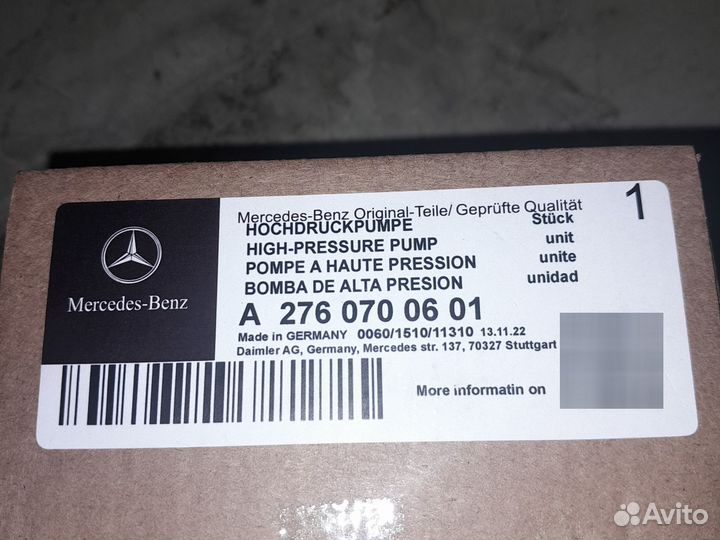 Mercedes-Benz Original-Teile/ Geprüfte Qualität
1
HOCHDRUCKPUMPE Stück
HIGH-PRESSURE PUMP unit
POMPE A HAUTE PRESSION unite
BOMBA DE ALTA PRESION unidad
A 276 070 06 01
Made in GERMANY 0060/1510/11310 13.11.22
Daimler AG, Germany, Mercedes str. 137, 70327 Stuttgart
Mercedes-Benz
More informatin on
Avito